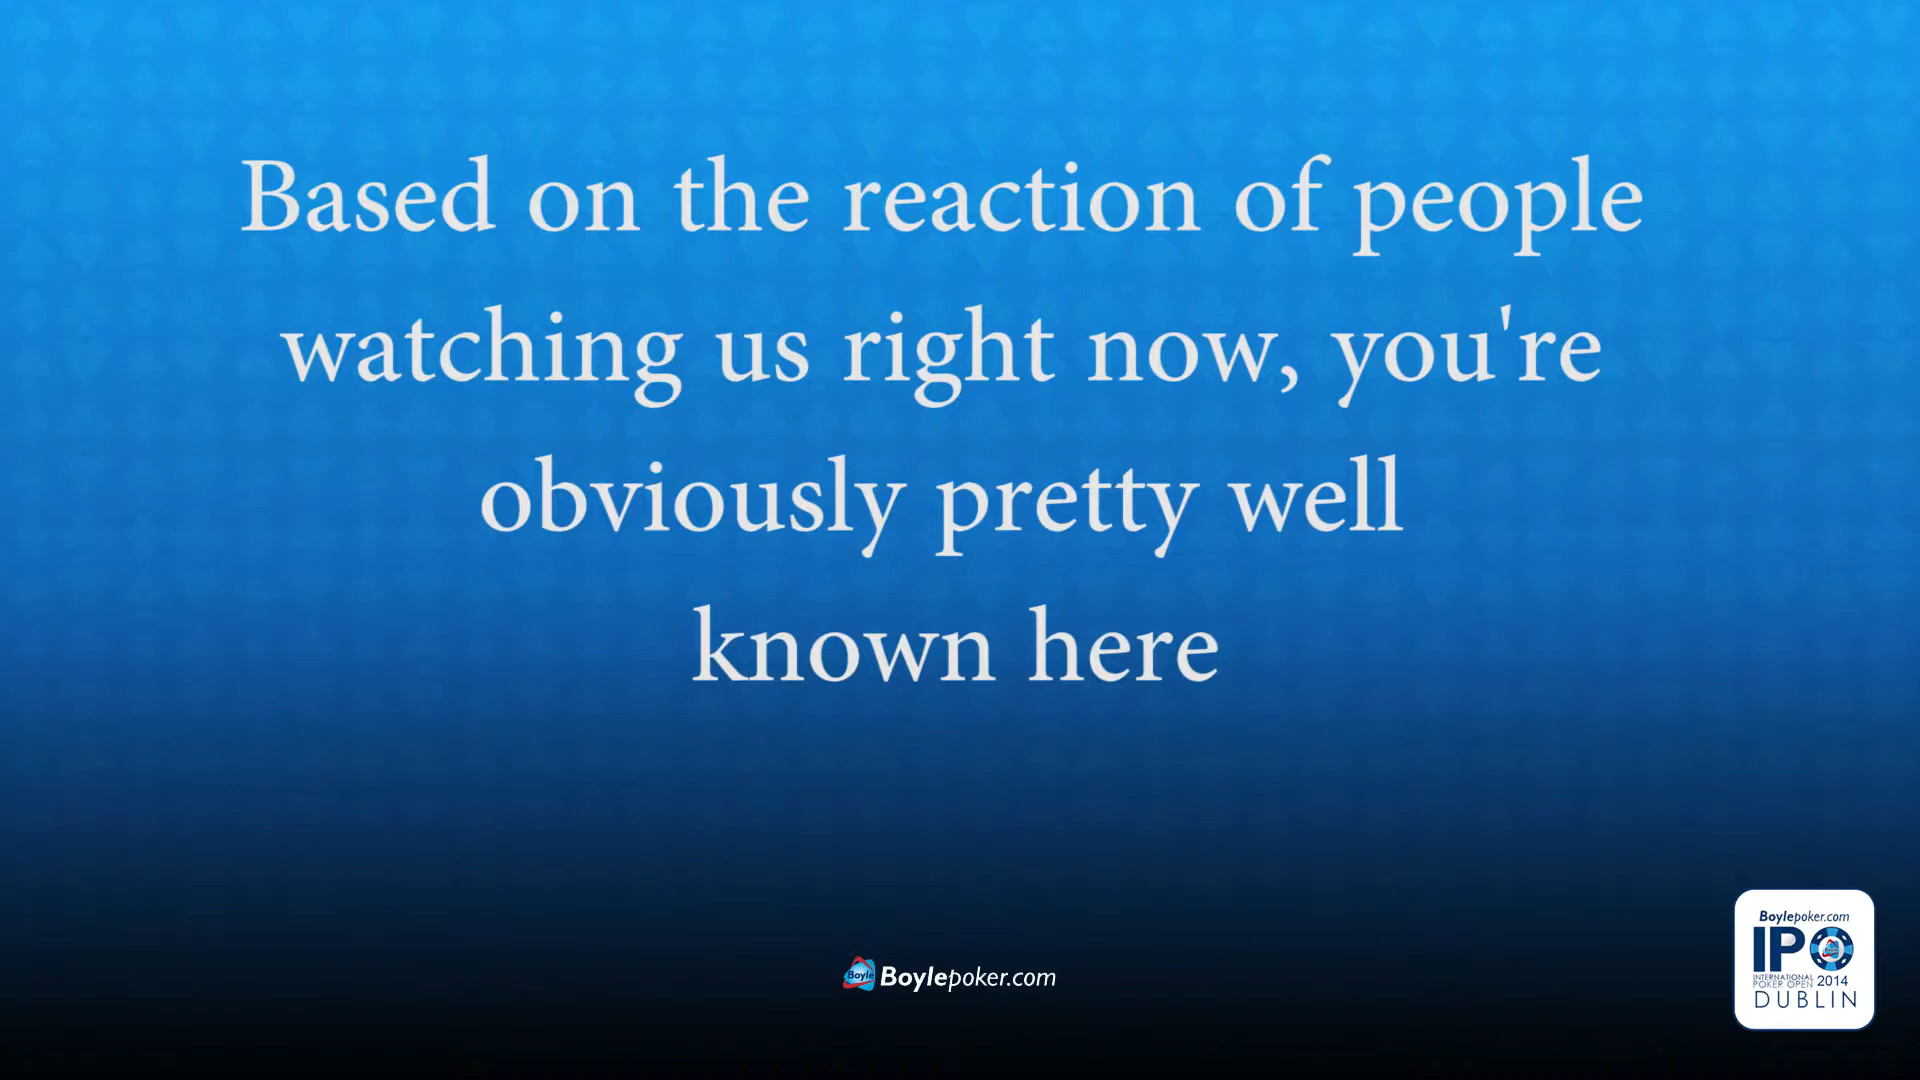 Based on the reaction of people
watching us right now, you're
obviously pretty well
known here
Boyle Boylepoker.com
Boylepoker.com
IPO
INTERNATIONAL
POKER OPEN 2014
DUBLIN